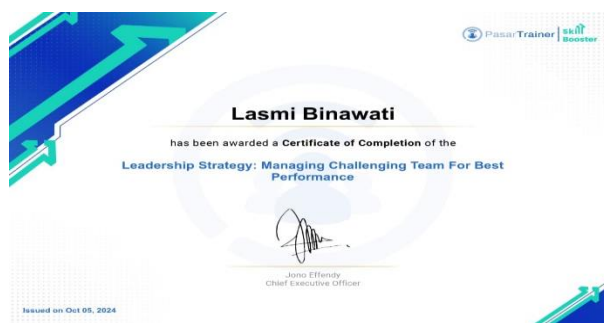 PasarTrainer
Skill
Booster
Lasmi Binawati
has been awarded a Certificate of Completion of the
Leadership Strategy: Managing Challenging Team For Best
Performance
Jono Effendy
Chief Executive Officer
Issued on Oct 05, 2024